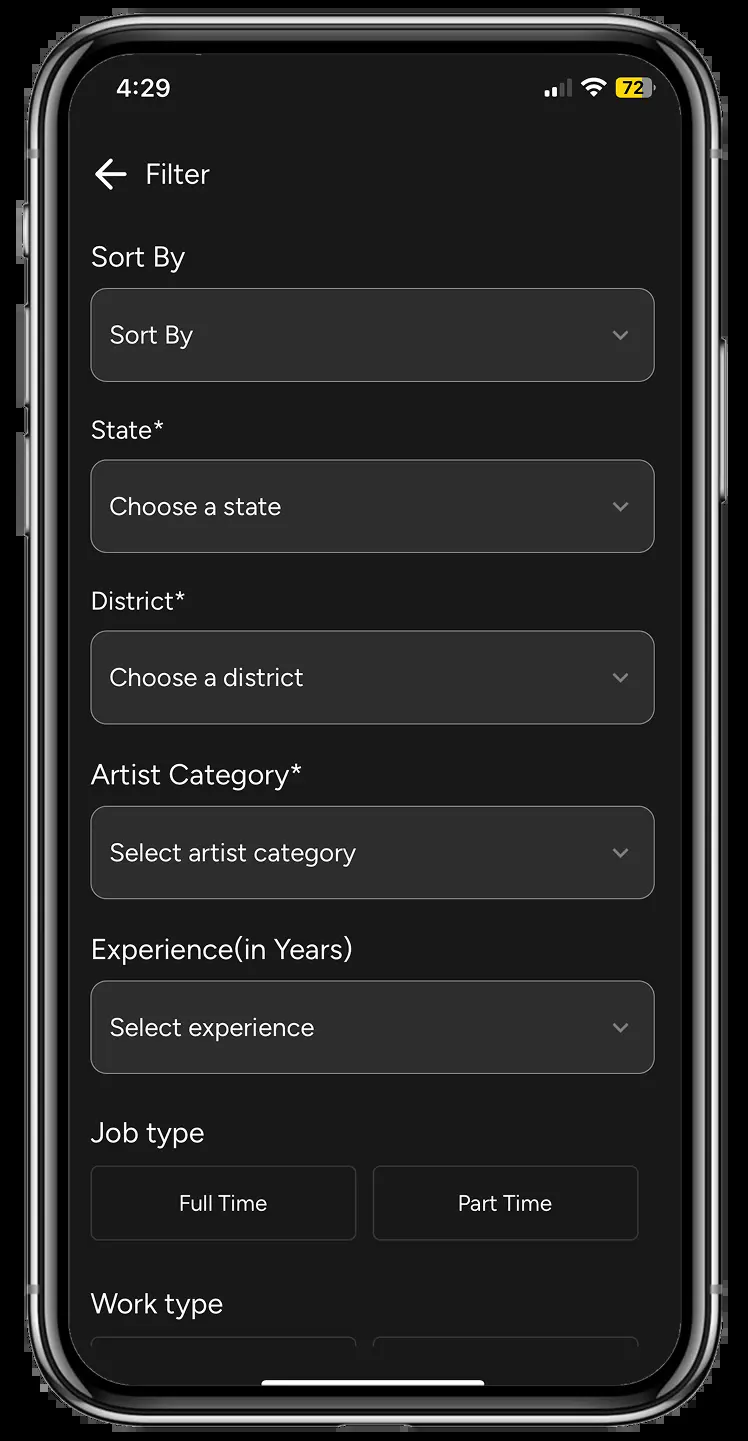 4:29
72
Filter
Sort By
Sort By
State*
Choose a state
District*
Choose a district
Artist Category*
Select artist category
Experience(in Years)
Select experience
Job type
Full Time
Part Time
Work type